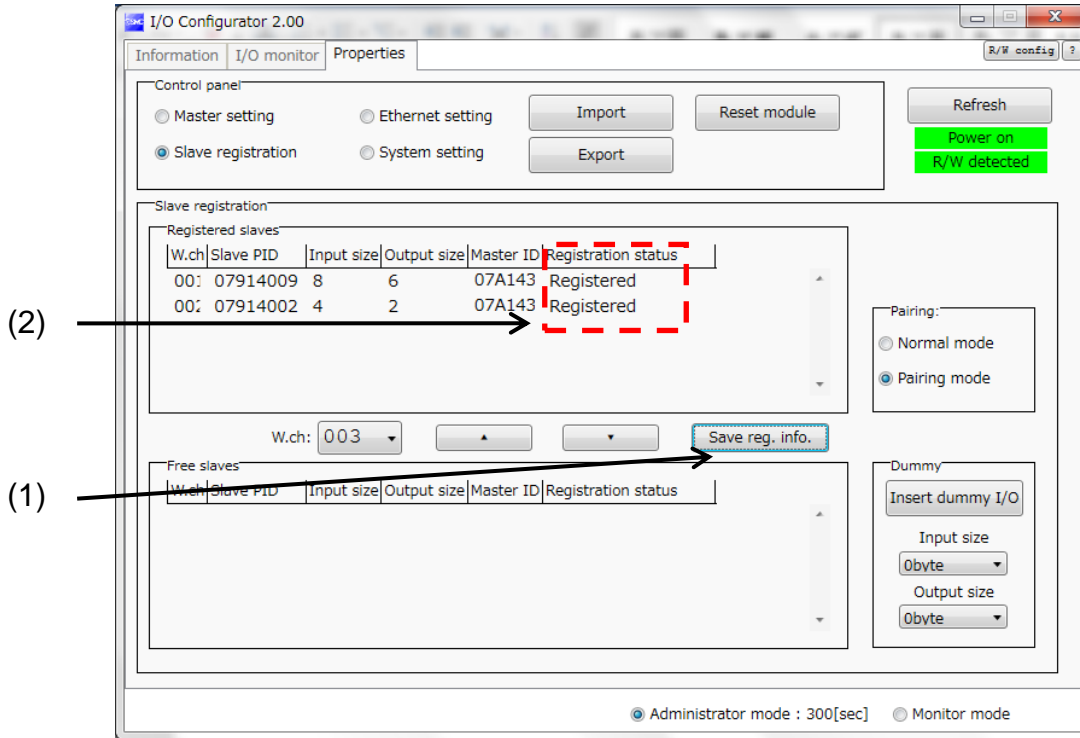 I/O Configurator 2.00
Information I/O monitor Properties R/W config ?
Control panel
Master setting Ethernet setting Import Reset module Refresh
Slave registration System setting Export Power on
R/W detected
Slave registration
Registered slaves
W.ch Slave PID Input size Output size Master ID Registration status
001 07914009 8 6 07A143 Registered
002 07914002 4 2 07A143 Registered
(2)
Pairing:
Normal mode
Pairing mode
W.ch: 003 Save reg. info.
Free slaves
(1)
W.ch Slave PID Input size Output size Master ID Registration status
Dummy
Insert dummy I/O
Input size
0byte
Output size
0byte
Administrator mode : 300[sec] Monitor mode